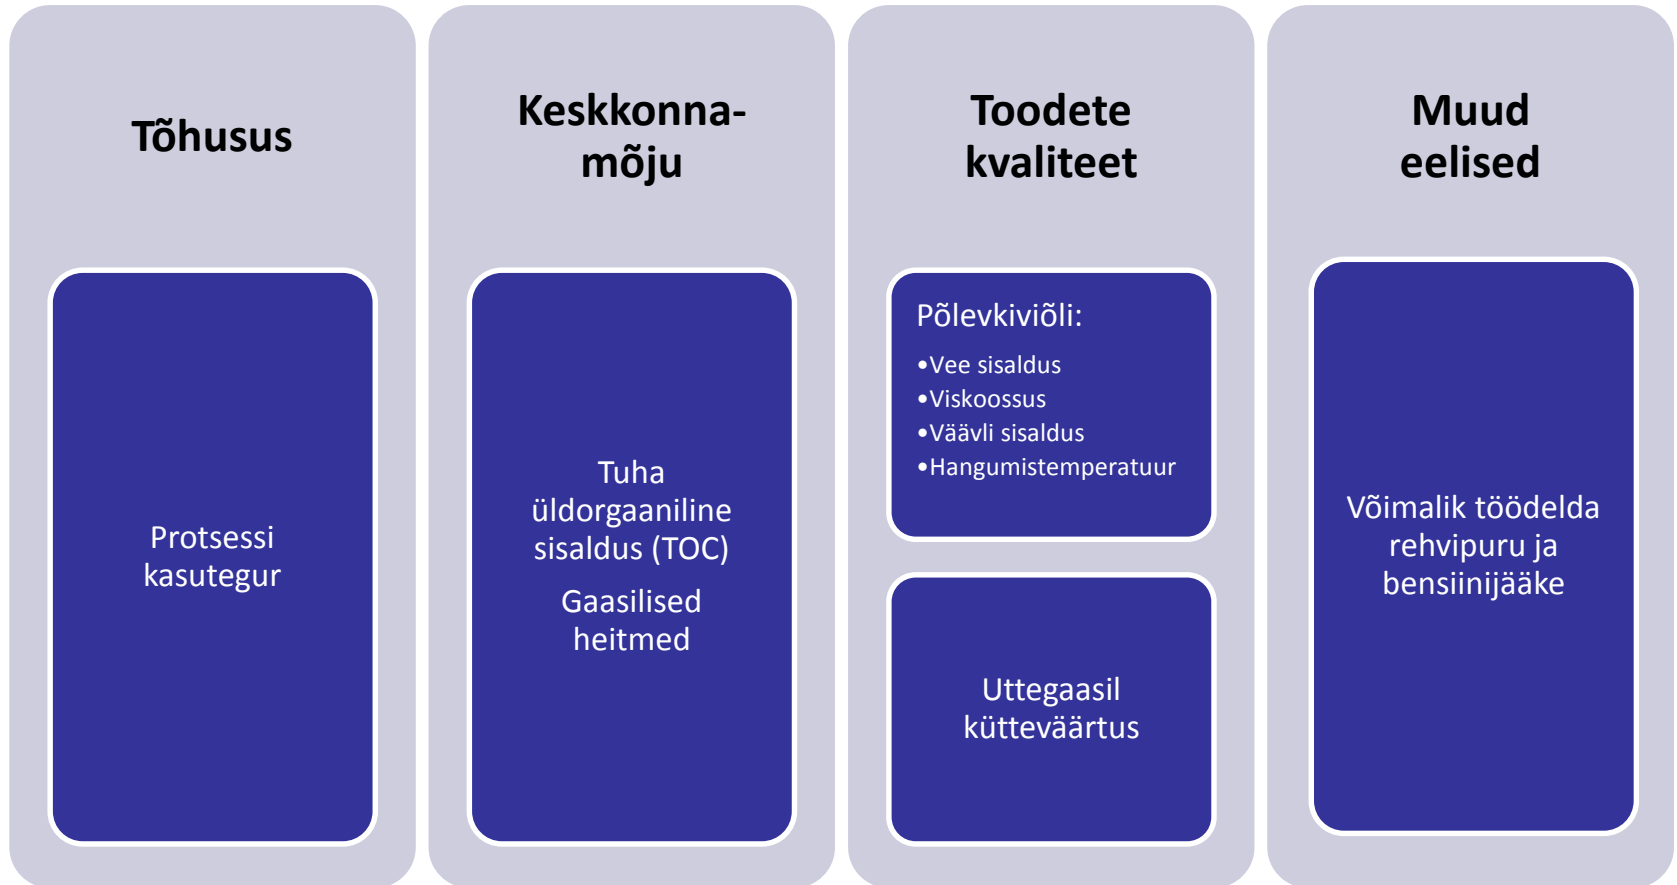 Tõhusus
Protsessi
kasutegur
Keskkonna-
mõju
Tuha
üldorgaaniline
sisaldus (TOC)
Gaasilised
heitmed
Toodete
kvaliteet
Põlevkiviõli:
•Vee sisaldus
•Viskoossus
•Väävli sisaldus
•Hangumistemperatuur
Uttegaasil
kütteväärtus
Muud
eelised
Võimalik töödelda
rehvipuru ja
bensiinijääke